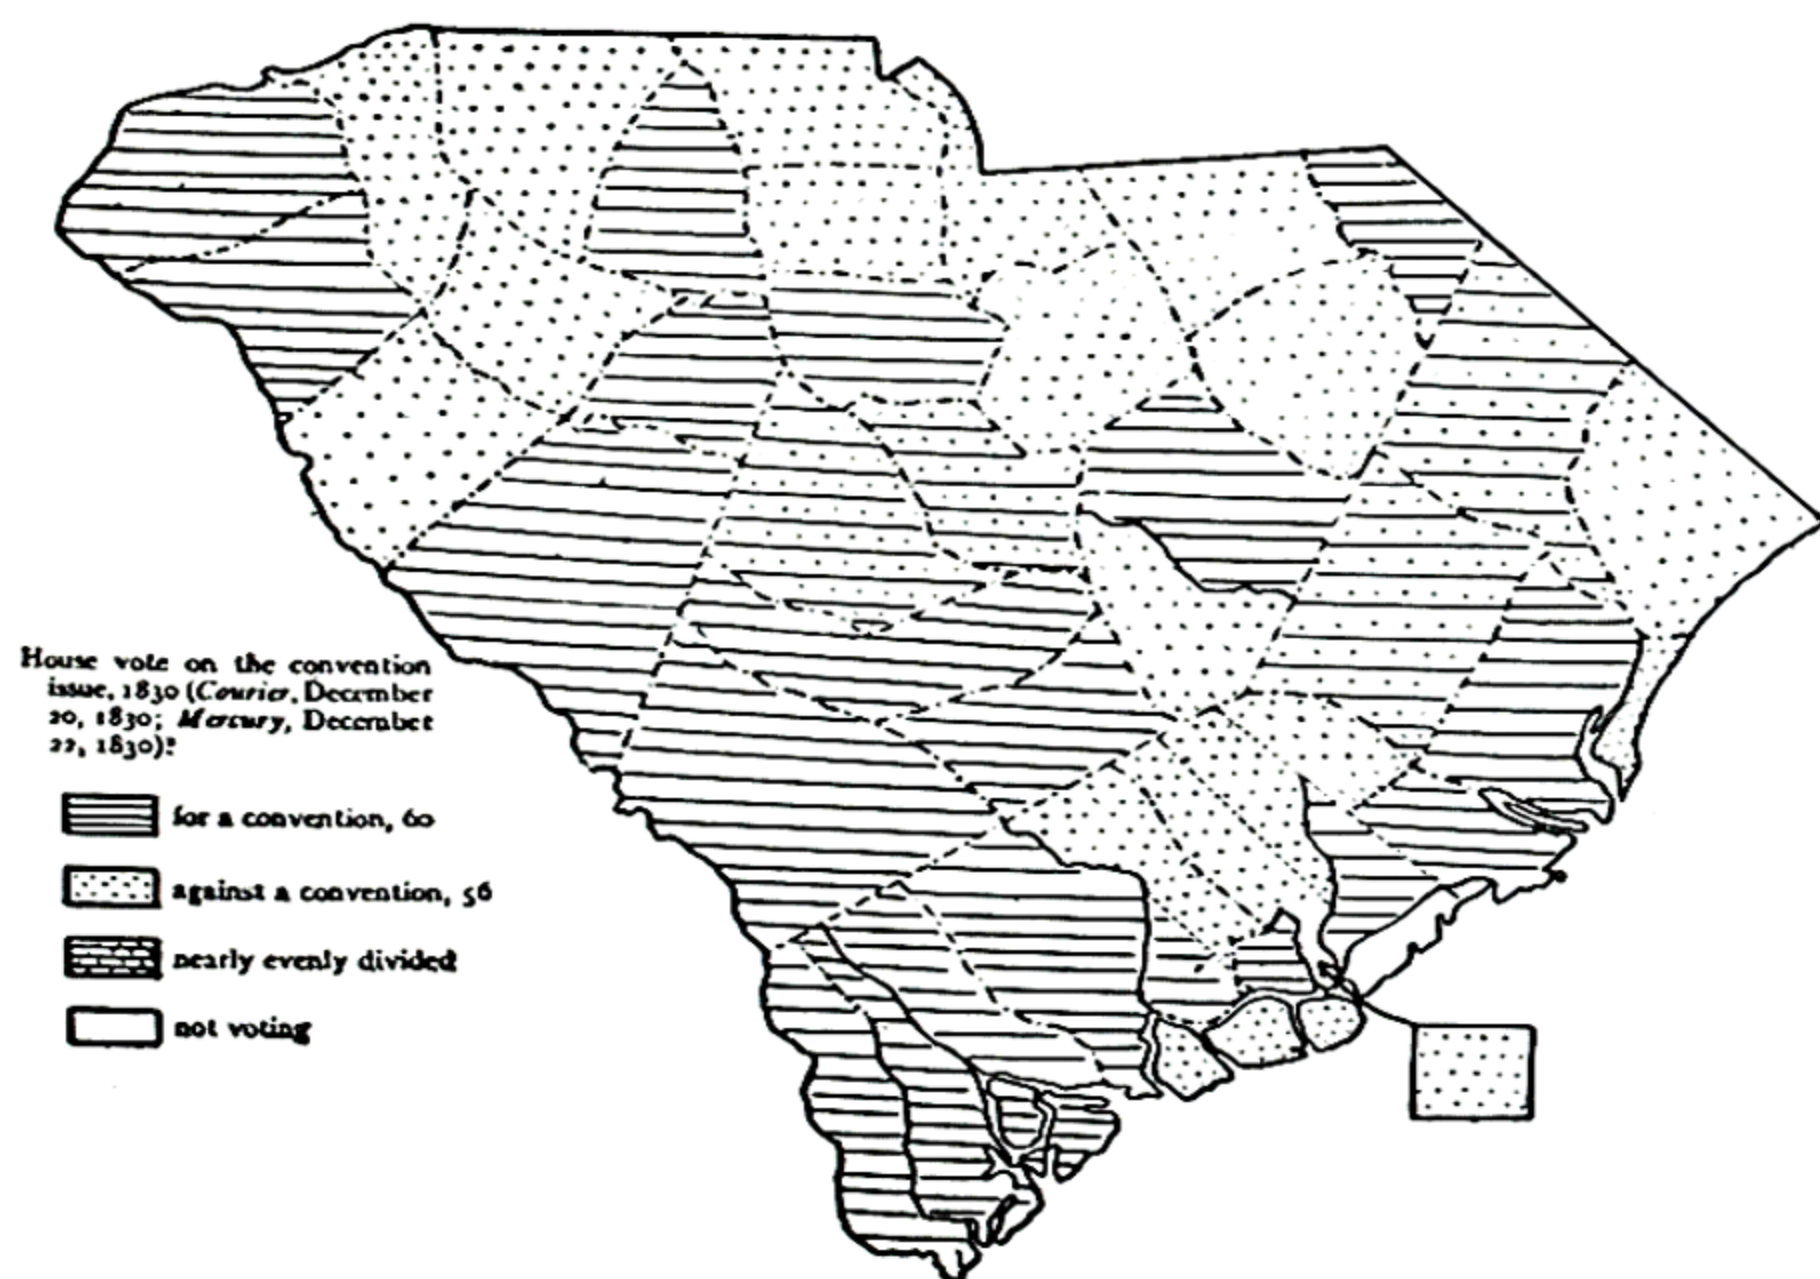 House vote on the convention
issue, 1830 (Courier, December
20, 1830; Mercury, December
22, 1830):
for a convention, 60
against a convention, 56
nearly evenly divided
not voting